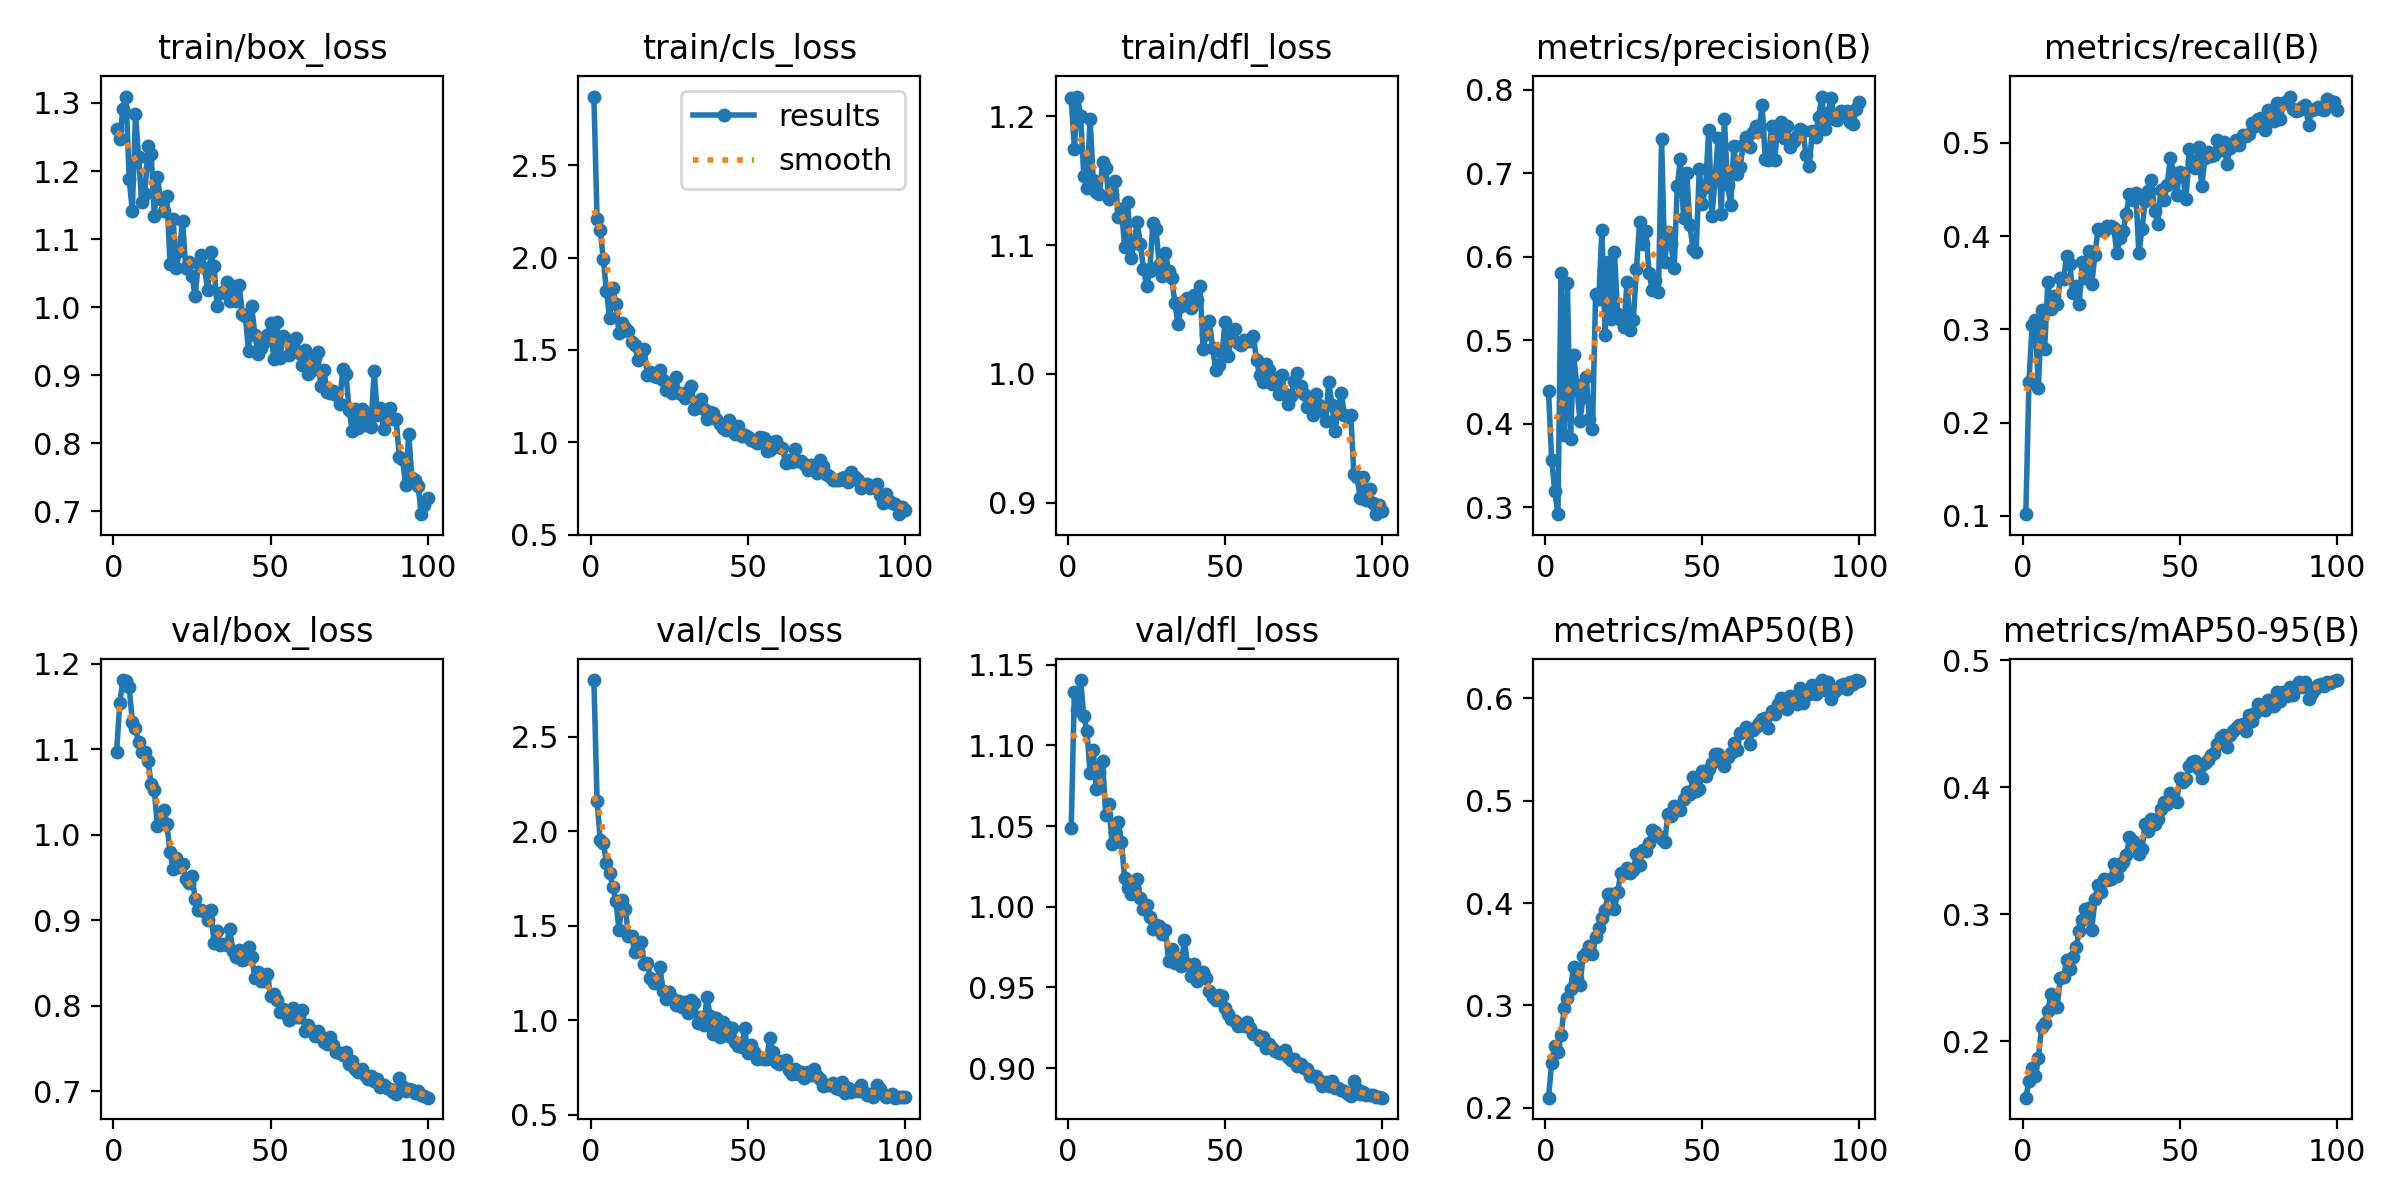 train/box_loss
1.3
1.2
1.1
1.0
0.9
0.8
0.7
0 50 100
train/cls_loss
results
smooth
2.5
2.0
1.5
1.0
0.5
0 50 100
train/dfl_loss
1.2
1.1
1.0
0.9
0 50 100
metrics/precision(B)
0.8
0.7
0.6
0.5
0.4
0.3
0 50 100
metrics/recall(B)
0.5
0.4
0.3
0.2
0.1
0 50 100
val/box_loss
1.2
1.1
1.0
0.9
0.8
0.7
0 50 100
val/cls_loss
2.5
2.0
1.5
1.0
0.5
0 50 100
val/dfl_loss
1.15
1.10
1.05
1.00
0.95
0.90
0 50 100
metrics/mAP50(B)
0.6
0.5
0.4
0.3
0.2
0 50 100
metrics/mAP50-95(B)
0.5
0.4
0.3
0.2
0 50 100